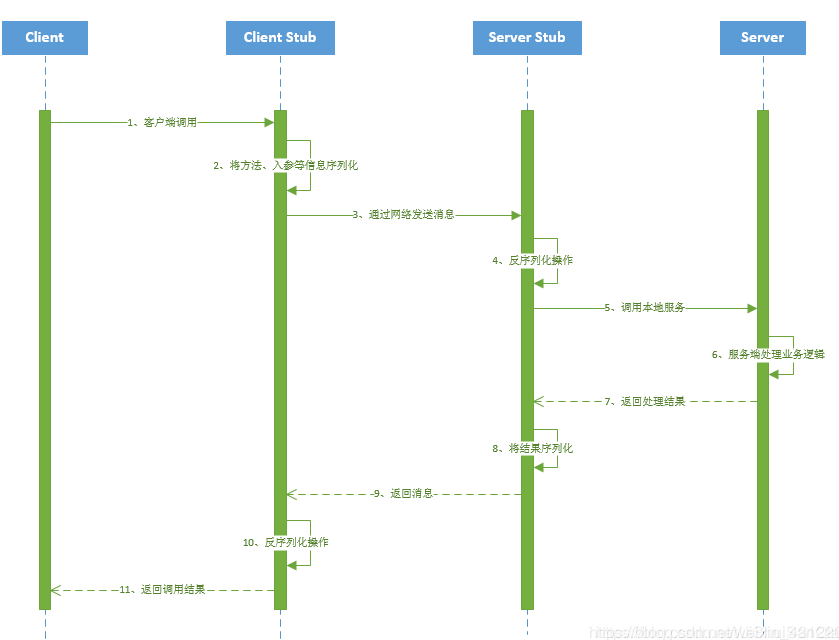 Client
Client Stub
Server Stub
Server
1、客户端调用
2、将方法、入参等信息序列化
3、通过网络发送消息
4、反序列化操作
5、调用本地服务
6、服务端处理业务逻辑
7、返回处理结果
8、将结果序列化
9、返回消息
10、反序列化操作
11、返回调用结果